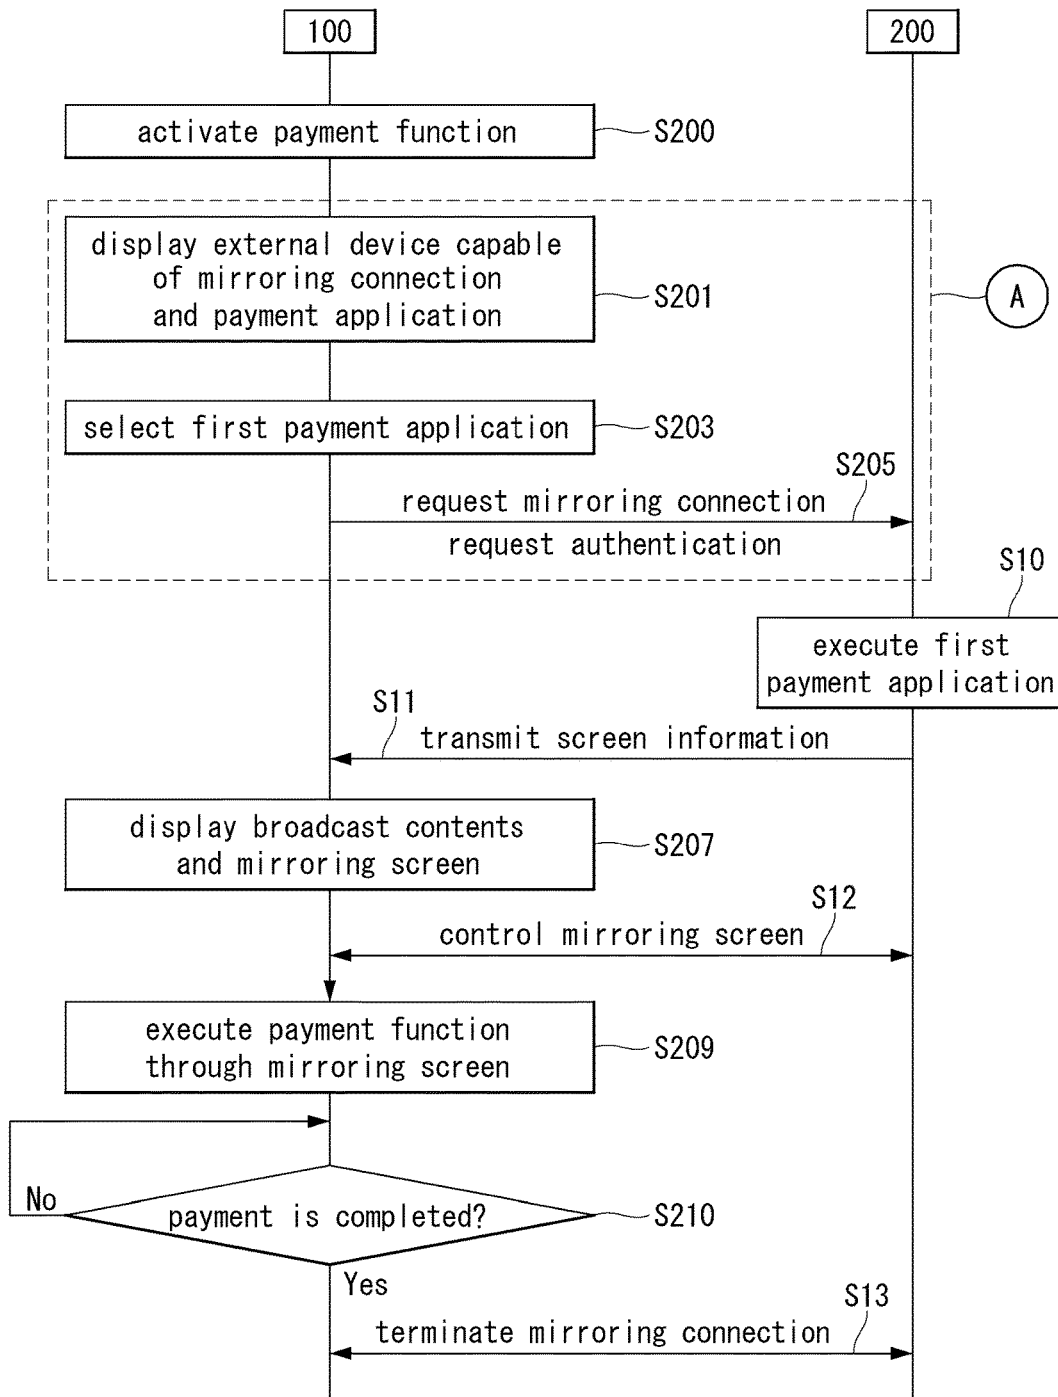 100
200
activate payment function
S200
display external device capable
of mirroring connection
and payment application
S201
A
select first payment application
S203
S205
request mirroring connection
request authentication
S10
execute first
payment application
S11
transmit screen information
display broadcast contents
and mirroring screen
S207
S12
control mirroring screen
execute payment function
through mirroring screen
S209
No
payment is completed?
S210
Yes
S13
terminate mirroring connection